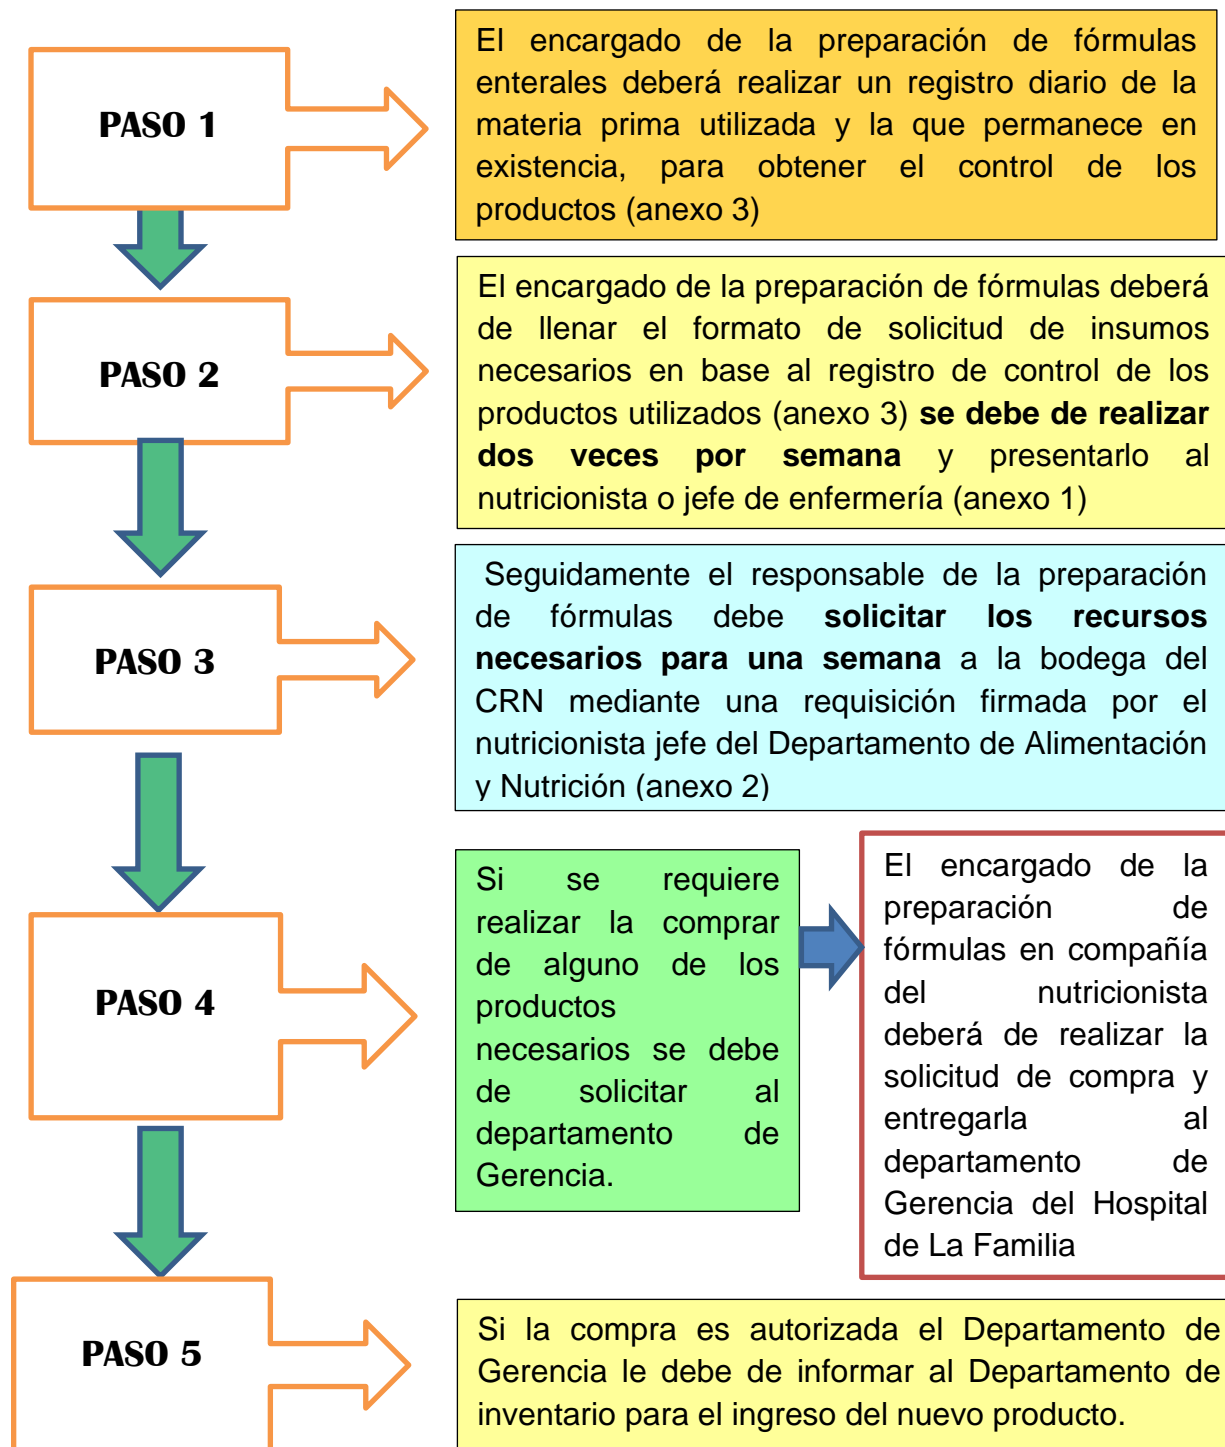 PASO 1
El encargado de la preparación de fórmulas
enterales deberá realizar un registro diario de la
materia prima utilizada y la que permanece en
existencia, para obtener el control de los
productos (anexo 3)
PASO 2
El encargado de la preparación de fórmulas deberá
de llenar el formato de solicitud de insumos
necesarios en base al registro de control de los
productos utilizados (anexo 3) se debe de realizar
dos veces por semana y presentarlo al
nutricionista o jefe de enfermería (anexo 1)
PASO 3
Seguidamente el responsable de la preparación
de fórmulas debe solicitar los recursos
necesarios para una semana a la bodega del
CRN mediante una requisición firmada por el
nutricionista jefe del Departamento de Alimentación
y Nutrición (anexo 2)
PASO 4
Si se requiere
realizar la comprar
de alguno de los
productos
necesarios se debe
de solicitar al
departamento de
Gerencia.
El encargado de la
preparación de
fórmulas en compañía
del nutricionista
deberá de realizar la
solicitud de compra y
entregarla al
departamento de
Gerencia del Hospital
de La Familia
PASO 5
Si la compra es autorizada el Departamento de
Gerencia le debe de informar al Departamento de
inventario para el ingreso del nuevo producto.